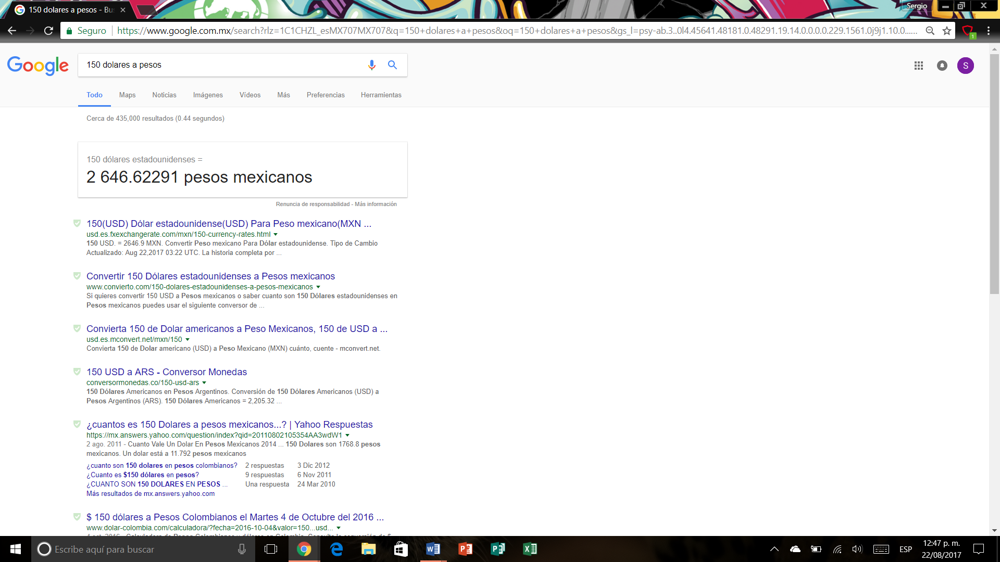 150 dolares a pesos - Bu
Sergio
Seguro
https://www.google.com.mx/search?rlz=1C1CHZL_esMX707MX707&q=150+dolares+a+pesos&oq=150+dolares+a+pesos&gs_l=psy-ab.3..0l4.45641.48181.0.48291.19.14.0.0.0.0.229.1561.0j9j1.10.0......
1
Google
150 dolares a pesos
S
Todo Maps Noticias Imágenes Vídeos Más Preferencias Herramientas
Cerca de 435,000 resultados (0.44 segundos)
150 dólares estadounidenses =
2 646.62291 pesos mexicanos
Renuncia de responsabilidad - Más información
150(USD) Dólar estadounidense(USD) Para Peso mexicano(MXN ...
usd.es.fxexchangerate.com/mxn/150-currency-rates.html
150 USD. = 2646.9 MXN. Convertir Peso mexicano Para Dólar estadounidense. Tipo de Cambio
Actualizado: Aug 22,2017 03:22 UTC. La historia completa por ...
Convertir 150 Dólares estadounidenses a Pesos mexicanos
www.convierto.com/150-dolares-estadounidenses-a-pesos-mexicanos
Si quieres convertir 150 USD a Pesos mexicanos o saber cuanto son 150 Dólares estadounidenses en
Pesos mexicanos puedes usar el siguiente conversor de ...
Convierta 150 de Dolar americanos a Peso Mexicanos, 150 de USD a ...
usd.es.mconvert.net/mxn/150
Convierta 150 de Dolar americano (USD) a Peso Mexicano (MXN) cuánto, cuente - mconvert.net.
150 USD a ARS - Conversor Monedas
conversormonedas.co/150-usd-ars
150 Dólares Americanos en Pesos Argentinos. Conversión de 150 Dólares Americanos (USD) a
Pesos Argentinos (ARS). 150 Dólares Americanos = 2,205.32 ...
¿cuantos es 150 Dolares a pesos mexicanos...? | Yahoo Respuestas
https://mx.answers.yahoo.com/question/index?qid=20110802105354AA3wdW1
2 ago. 2011 - Cuanto Vale Un Dolar En Pesos Mexicanos 2014 ... 150 Dolares son 1768.8 pesos
mexicanos. Un dolar está a 11.792 pesos mexicanos
¿cuanto son 150 dolares en pesos colombianos? 2 respuestas 3 Dic 2012
¿Cuanto es $150 dólares en pesos? 9 respuestas 6 Nov 2011
¿CUANTO SON 150 DOLARES EN PESOS ... Una respuesta 24 Mar 2010
Más resultados de mx.answers.yahoo.com
$ 150 dólares a Pesos Colombianos el Martes 4 de Octubre del 2016 ...
www.dolar-colombia.com/calculadora/?fecha=2016-10-04&valor=150...usd...
Escribe aquí para buscar
ESP
12:47 p. m.
22/08/2017